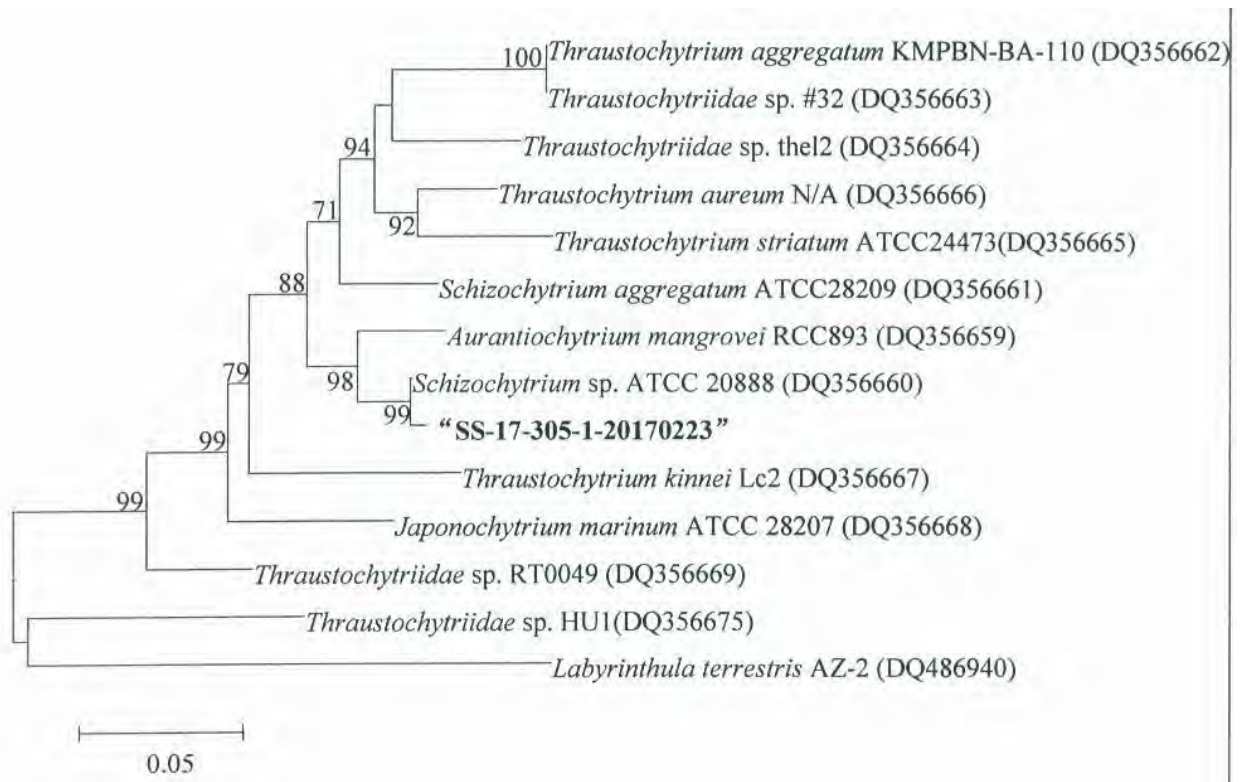 100 Thraustochytrium aggregatum KMPBN-BA-110 (DQ356662)
Thraustochytriidae sp. #32 (DQ356663)
94 Thraustochytriidae sp. thel2 (DQ356664)
Thraustochytrium aureum N/A (DQ356666)
71
92 Thraustochytrium striatum ATCC24473(DQ356665)
88 Schizochytrium aggregatum ATCC28209 (DQ356661)
Aurantiochytrium mangrovei RCC893 (DQ356659)
79 98 Schizochytrium sp. ATCC 20888 (DQ356660)
99 “SS-17-305-1-20170223”
99
Thraustochytrium kinnei Lc2 (DQ356667)
99 Japonochytrium marinum ATCC 28207 (DQ356668)
Thraustochytriidae sp. RT0049 (DQ356669)
Thraustochytriidae sp. HU1(DQ356675)
Labyrinthula terrestris AZ-2 (DQ486940)
0.05